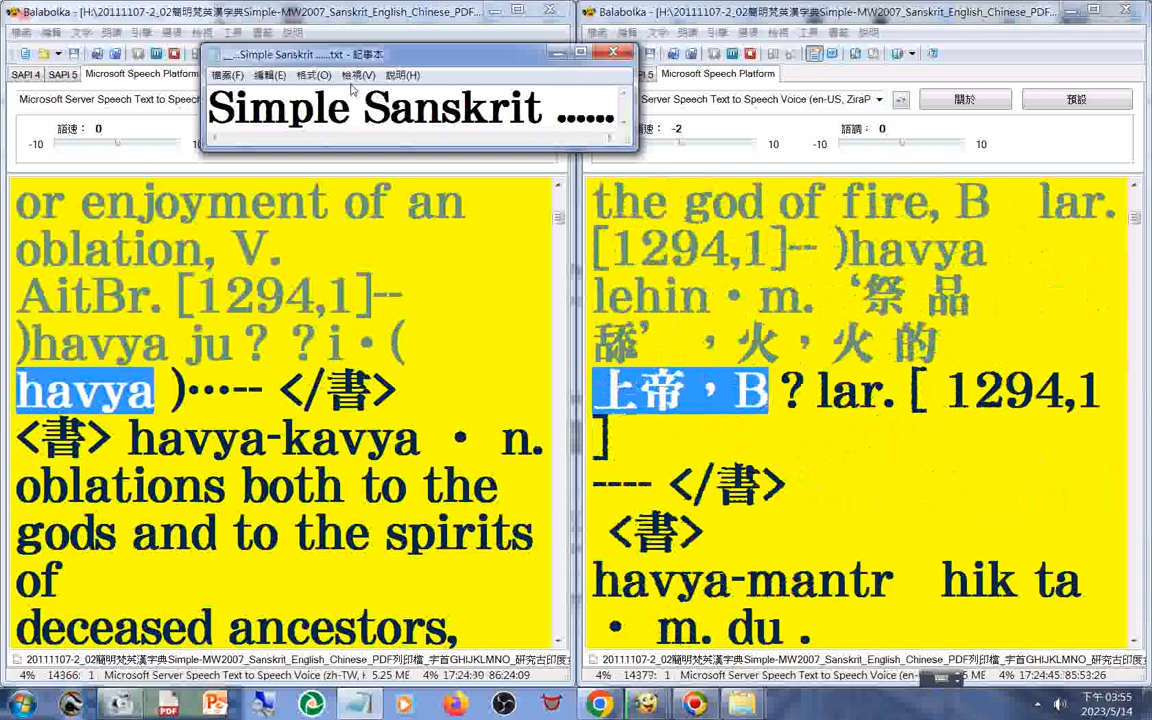 Balabolka - [H:\20111107-2_02簡明梵英漢字典Simple-MW2007_Sanskrit_English_Chinese_PDF...
Balabolka - [H:\20111107-2_02簡明梵英漢字典Simple-MW2007_Sanskrit_English_Chinese_PDF...
...Simple Sanskrit ......txt - 記事本
檔案(F) 編輯(E) 格式(O) 檢視(V) 說明(H)
Simple Sanskrit ......
SAPI 4 SAPI 5 Microsoft Speech Platform
5 Microsoft Speech Platform
Microsoft Server Speech Text to Speech
Server Speech Text to Speech Voice (en-US, ZiraP
關於 預設
語速: 0
-10 10
速: -2 語調: 0
10 -10 10
or enjoyment of an
oblation, V.
AitBr. [1294,1]--
)havya ju ? ? i •(
havya )…-- </書>
<書> havya-kavya • n.
oblations both to the
gods and to the spirits
of
deceased ancestors,
the god of fire, B lar.
[1294,1]-- )havya
lehin • m. ‘祭 品
舔’ ，火，火 的
上帝，B ? lar. [ 1294,1
]
---- </書>
<書>
havya-mantr hik ta
• m. du .
20111107-2_02簡明梵英漢字典Simple-MW2007_Sanskrit_English_Chinese_PDF列印檔_字首GHIJKLMNO_研究古印度
20111107-2_02簡明梵英漢字典Simple-MW2007_Sanskrit_English_Chinese_PDF列印檔_字首GHIJKLMNO_研究古印度
4% 14366: 1 Microsoft Server Speech Text to Speech Voice (zh-TW, H 5.25 ME 4% 17:24:39 86:24:09
4% 14377: 1 Microsoft Server Speech Text to Speech Voice (en- 4% 17:24:45 85:53:26
下午 03:55
2023/5/14